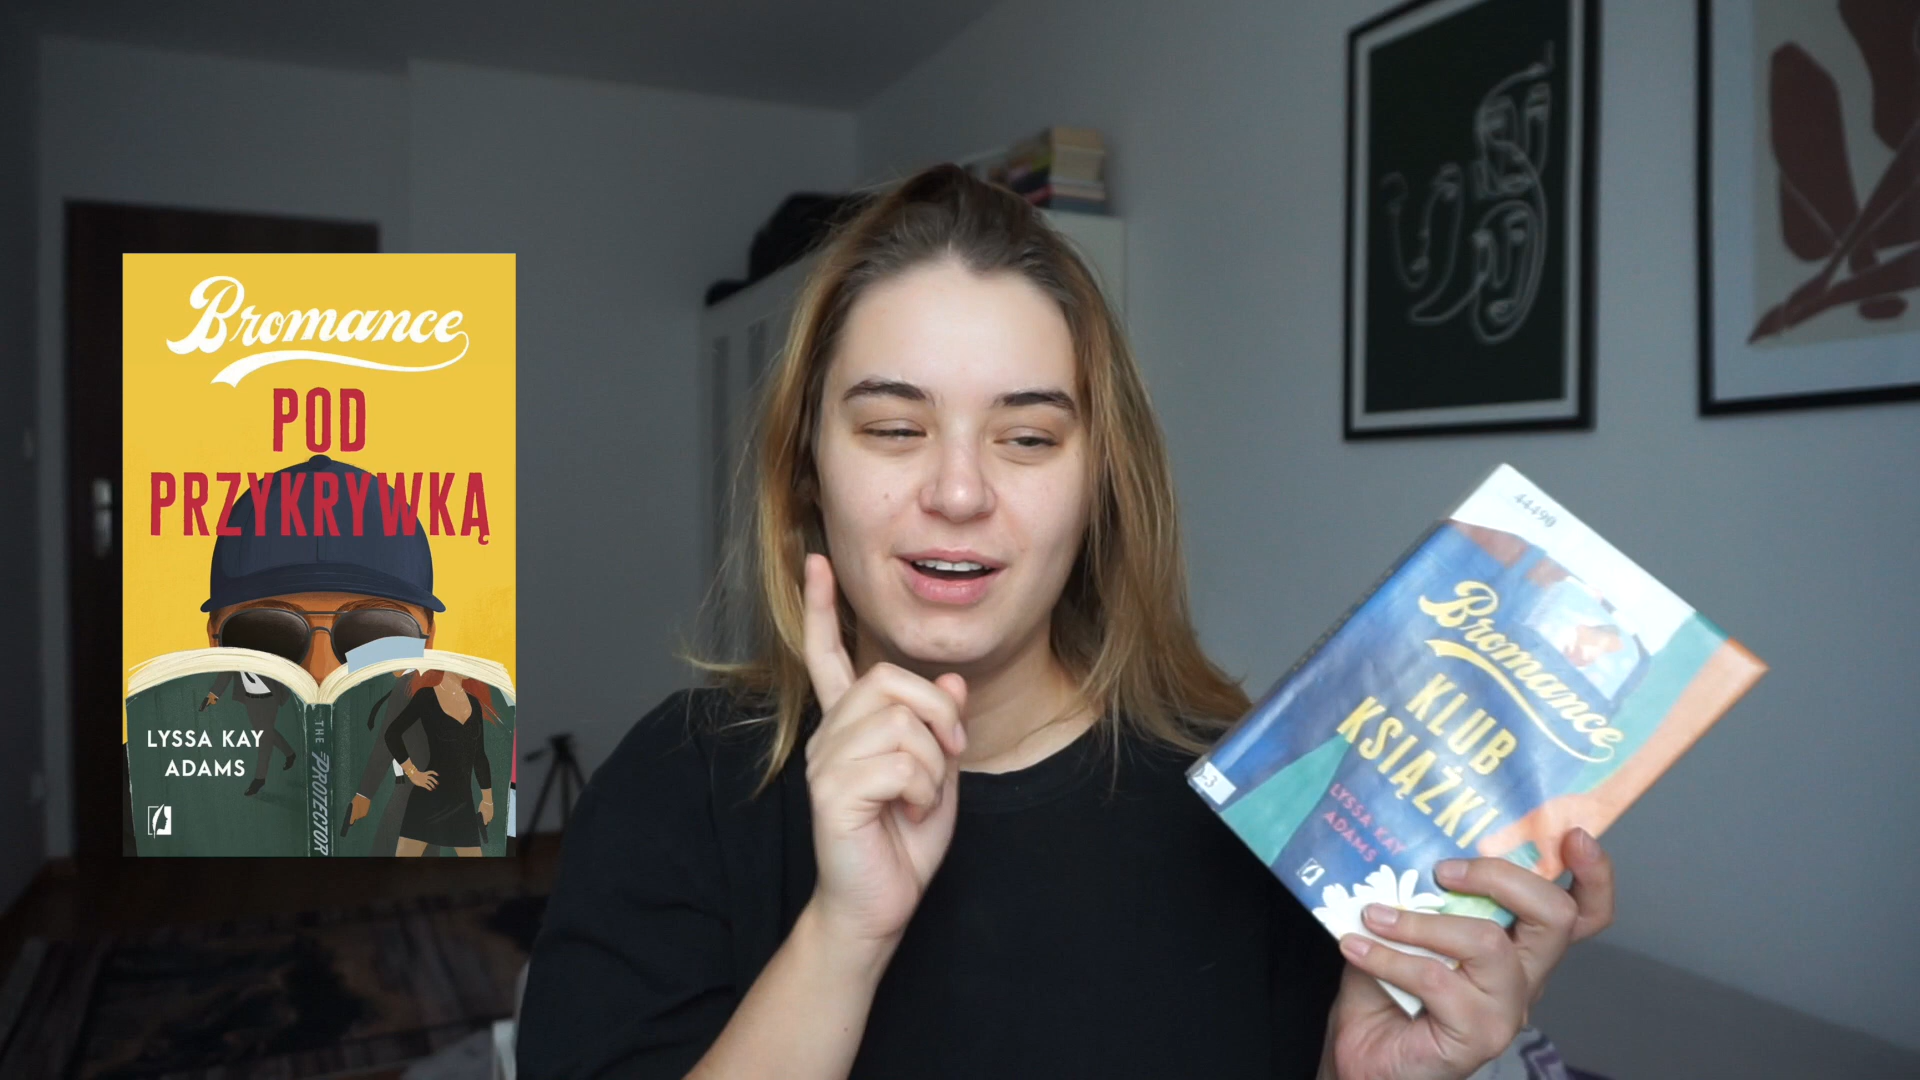 Bromance
POD
PRZYKRYWKĄ
LYSSA KAY
ADAMS
THE
PROTECTOR
44490
Bromance
KLUB
KSIĄŻKI
LYSSA KAY
ADAMS